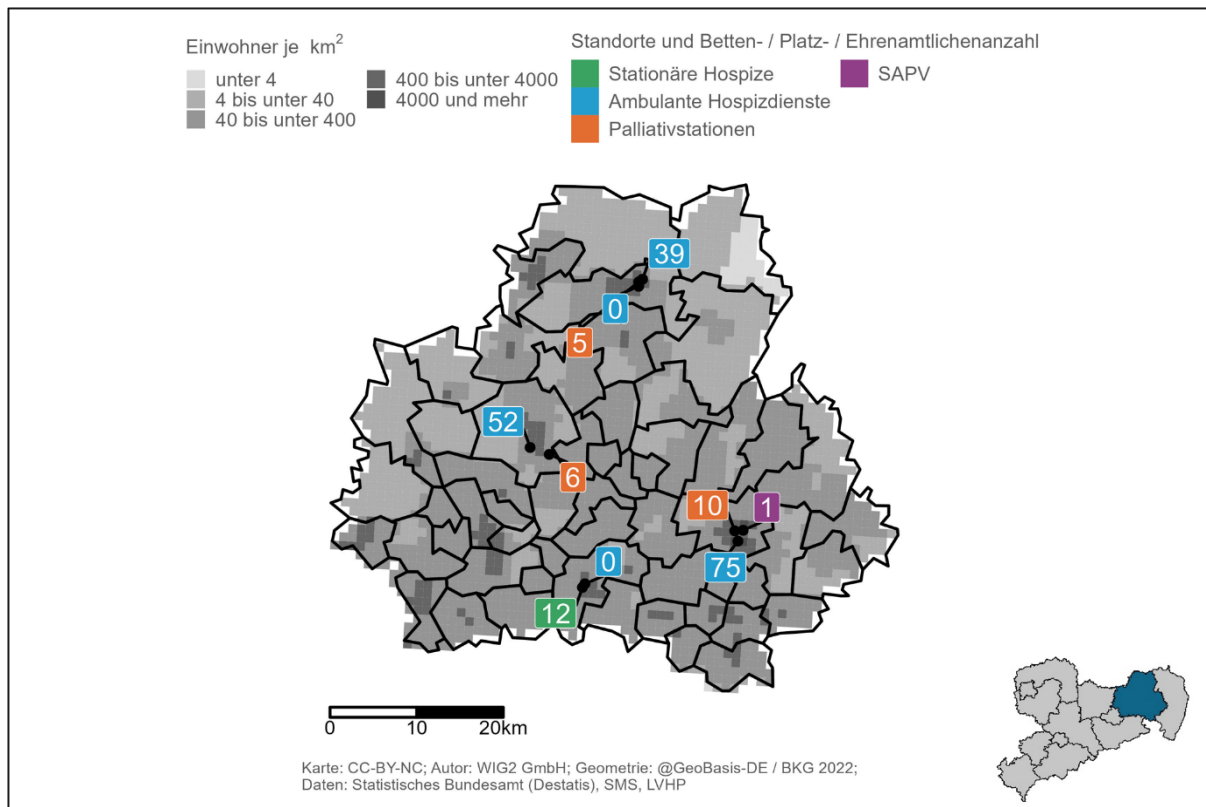 Einwohner je km²
unter 4
4 bis unter 40
40 bis unter 400
400 bis unter 4000
4000 und mehr
Standorte und Betten- / Platz- / Ehrenamtlichenanzahl
Stationäre Hospize
Ambulante Hospizdienste
Palliativstationen
SAPV
39
0
5
52
6
10
1
75
0
12
0 10 20km
Karte: CC-BY-NC; Autor: WIG2 GmbH; Geometrie: @GeoBasis-DE / BKG 2022;
Daten: Statistisches Bundesamt (Destatis), SMS, LVHP